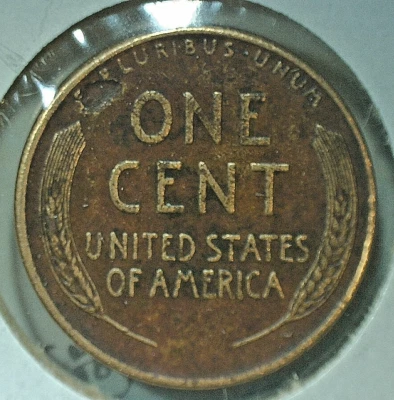 E PLURIBUS · UNUM
ONE
CENT
UNITED STATES
OF AMERICA